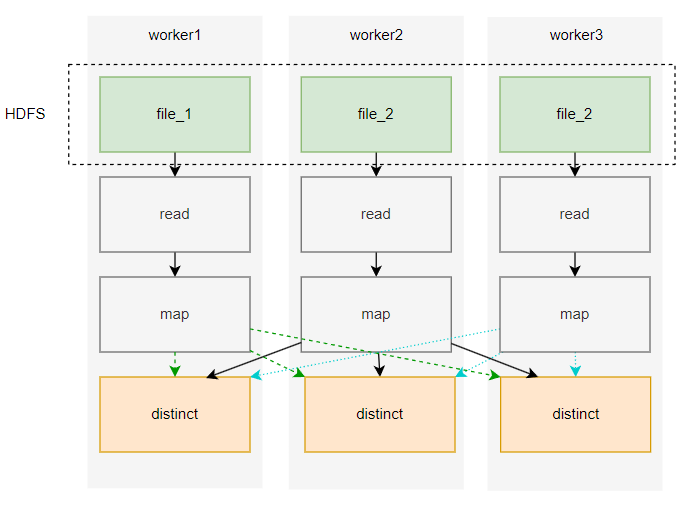 worker1 worker2 worker3
HDFS file_1 file_2 file_2
read read read
map map map
distinct distinct distinct